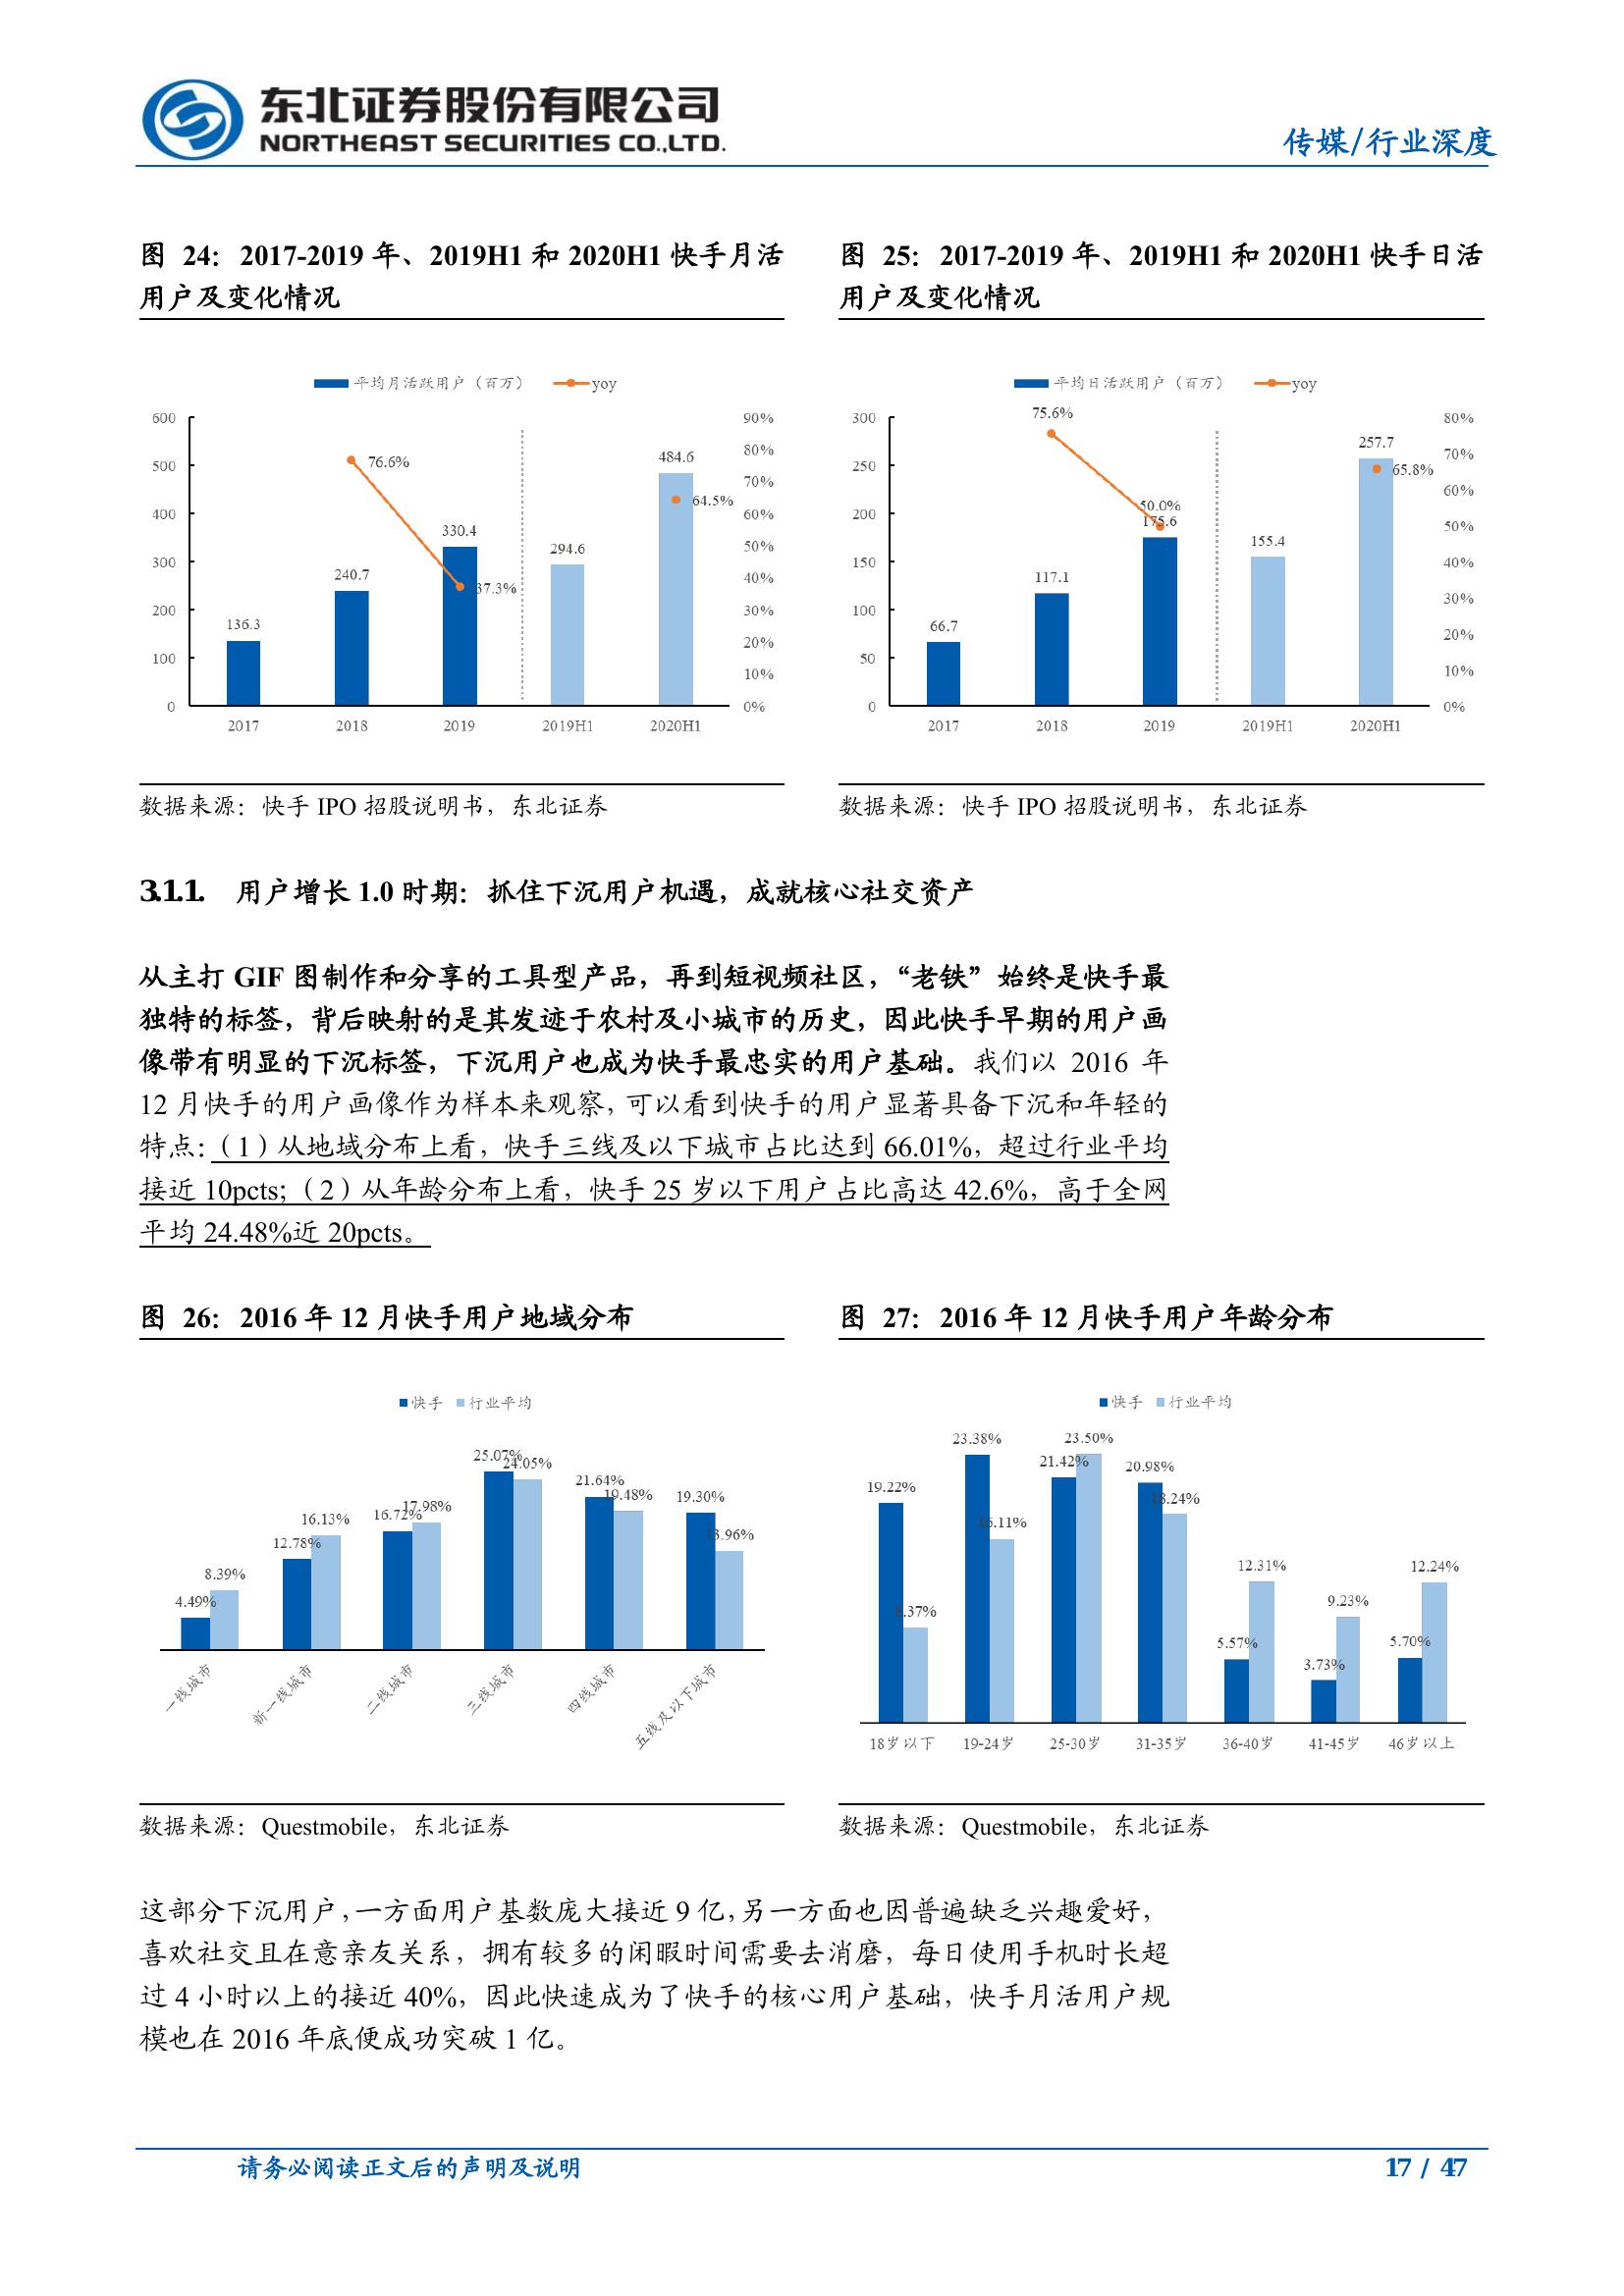 东北证券股份有限公司
NORTHEAST SECURITIES CO.,LTD.
传媒/行业深度
图 24：2017-2019 年、2019H1 和 2020H1 快手月活
用户及变化情况
平均月活跃用户（百万） yoy
600 90%
80%
500 484.6 76.6%
70%
64.5%
400 60%
330.4 50%
300 294.6
240.7 37.3% 40%
200 30%
136.3 20%
100 10%
0 0%
2017 2018 2019 2019H1 2020H1
数据来源：快手 IPO 招股说明书，东北证券
图 25：2017-2019 年、2019H1 和 2020H1 快手日活
用户及变化情况
平均日活跃用户（百万） yoy
75.6%
300 80%
257.7 70%
250 65.8%
60%
200 50.0% 50%
175.6
150 155.4 40%
117.1 30%
100
66.7 20%
50 10%
0 0%
2017 2018 2019 2019H1 2020H1
数据来源：快手 IPO 招股说明书，东北证券
3.1.1. 用户增长 1.0 时期：抓住下沉用户机遇，成就核心社交资产
从主打 GIF 图制作和分享的工具型产品，再到短视频社区，“老铁”始终是快手最
独特的标签，背后映射的是其发迹于农村及小城市的历史，因此快手早期的用户画
像带有明显的下沉标签，下沉用户也成为快手最忠实的用户基础。我们以 2016 年
12 月快手的用户画像作为样本来观察，可以看到快手的用户显著具备下沉和年轻的
特点：（1）从地域分布上看，快手三线及以下城市占比达到 66.01%，超过行业平均
接近 10pcts；（2）从年龄分布上看，快手 25 岁以下用户占比高达 42.6%，高于全网
平均 24.48%近 20pcts。
图 26：2016 年 12 月快手用户地域分布
快手 行业平均
4.49% 8.39% 12.78% 16.13% 16.72% 17.98% 25.07% 24.05% 21.64% 19.48% 19.30% 13.96%
一线城市 新一线城市 二线城市 三线城市 四线城市 五线及以下城市
数据来源：Questmobile，东北证券
图 27：2016 年 12 月快手用户年龄分布
快手 行业平均
19.22% 8.37% 23.38% 16.11% 21.42% 23.50% 20.98% 18.24% 5.57% 12.31% 3.73% 9.23% 5.70% 12.24%
18岁以下 19-24岁 25-30岁 31-35岁 36-40岁 41-45岁 46岁以上
数据来源：Questmobile，东北证券
这部分下沉用户，一方面用户基数庞大接近 9 亿，另一方面也因普遍缺乏兴趣爱好，
喜欢社交且在意亲友关系，拥有较多的闲暇时间需要去消磨，每日使用手机时长超
过 4 小时以上的接近 40%，因此快速成为了快手的核心用户基础，快手月活用户规
模也在 2016 年底便成功突破 1 亿。
请务必阅读正文后的声明及说明
17 / 47